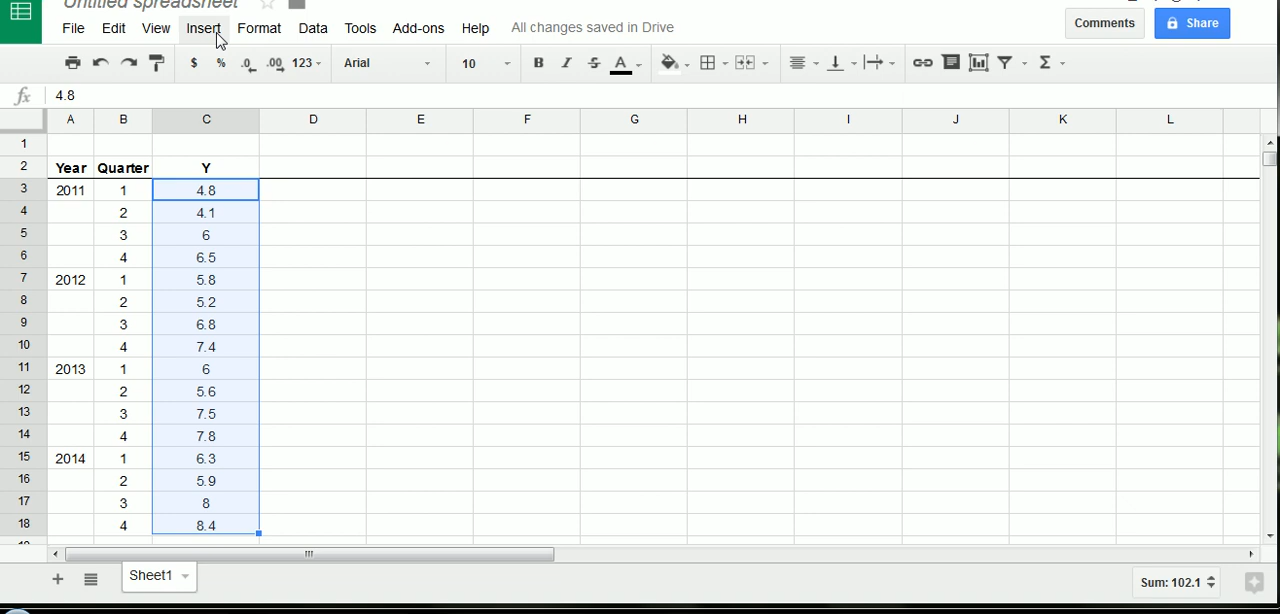 Untitled spreadsheet
File Edit View Insert Format Data Tools Add-ons Help All changes saved in Drive Comments Share
$ % .0 .00 123 Arial 10 B I S A Σ
fx 4.8
A B C D E F G H I J K L
1
2 Year Quarter Y
3 2011 1 4.8
4 2 4.1
5 3 6
6 4 6.5
7 2012 1 5.8
8 2 5.2
9 3 6.8
10 4 7.4
11 2013 1 6
12 2 5.6
13 3 7.5
14 4 7.8
15 2014 1 6.3
16 2 5.9
17 3 8
18 4 8.4
Sheet1 Sum: 102.1